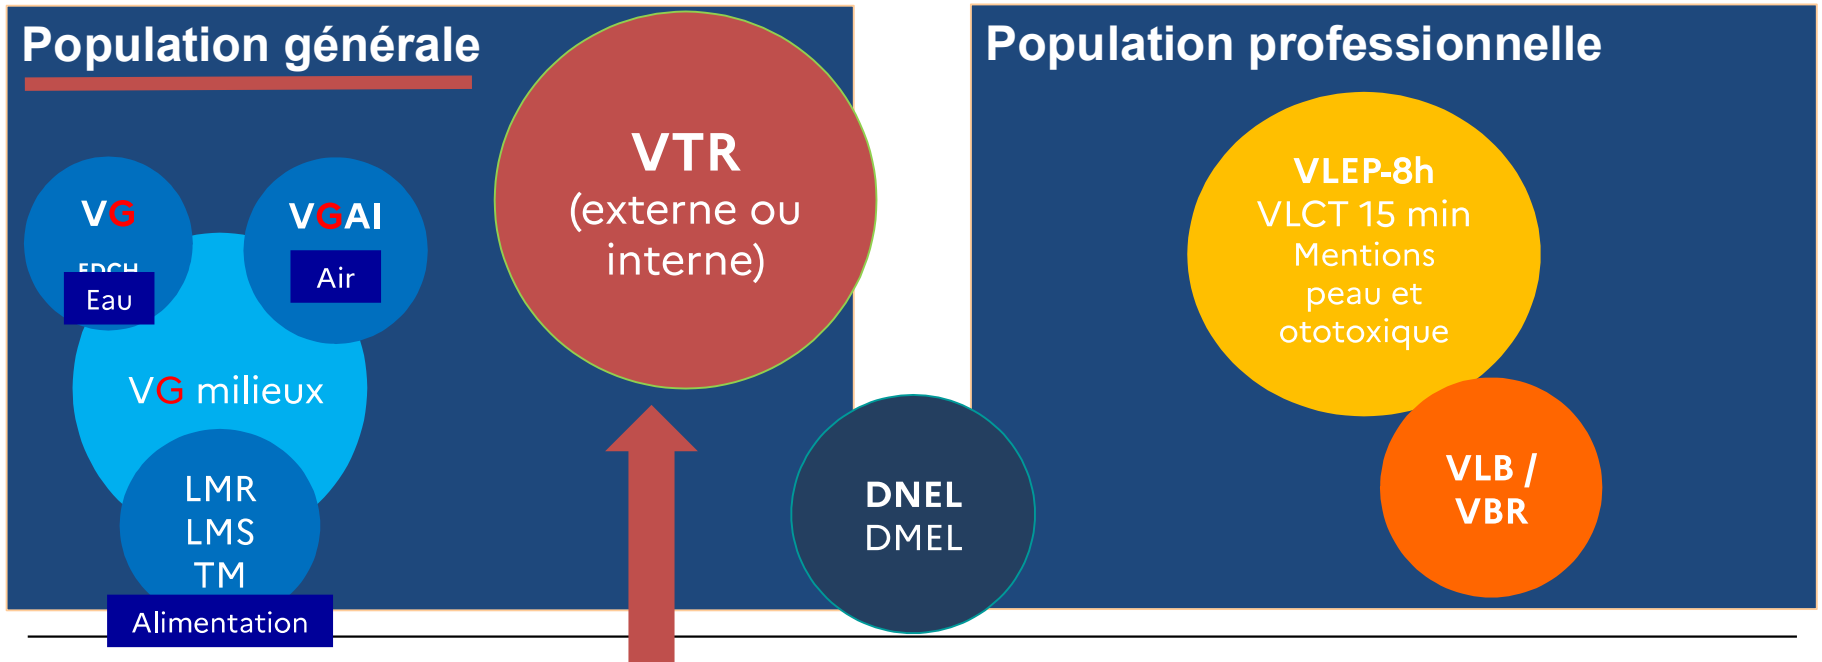 Population générale
VG
EDCH
Eau
VGAI
Air
VG milieux
LMR
LMS
TM
Alimentation
VTR
(externe ou
interne)
DNEL
DMEL
Population professionnelle
VLEP-8h
VLCT 15 min
Mentions
peau et
ototoxique
VLB /
VBR